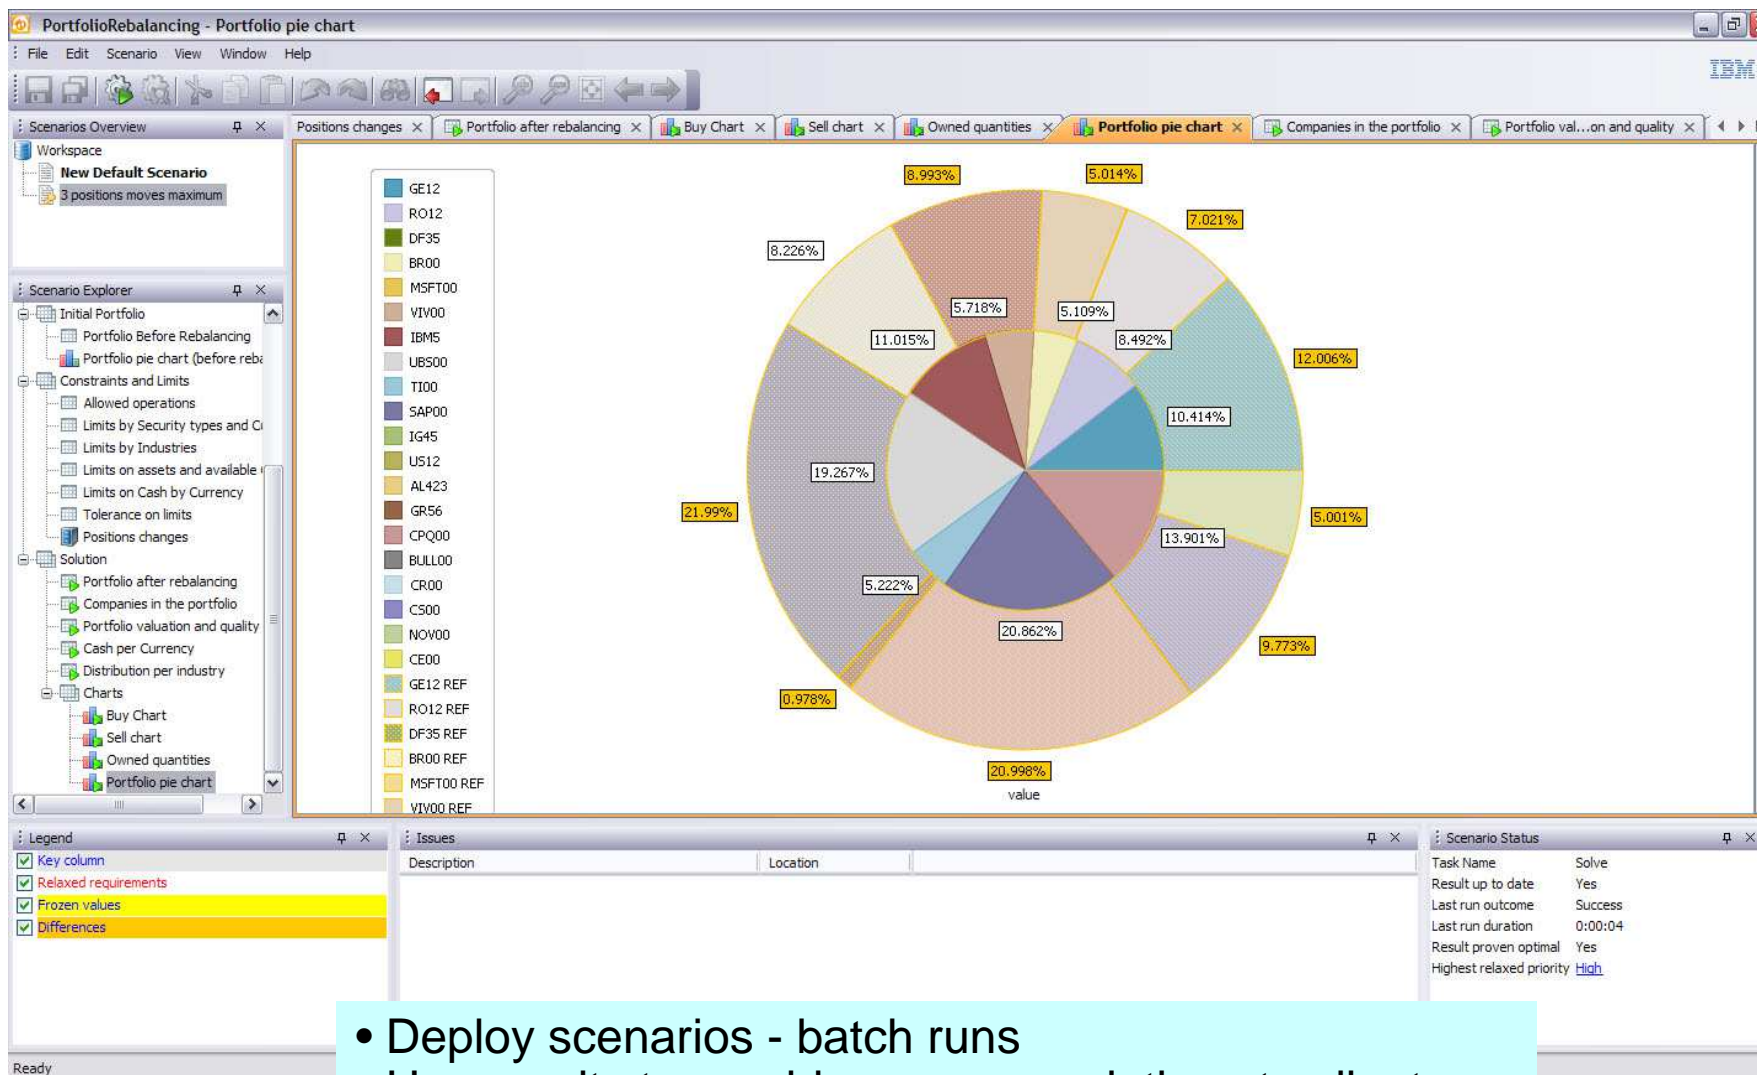 PortfolioRebalancing - Portfolio pie chart
File Edit Scenario View Window Help
IBM
Scenarios Overview
Workspace
New Default Scenario
3 positions moves maximum
Positions changes
Portfolio after rebalancing
Buy Chart
Sell chart
Owned quantities
Portfolio pie chart
Companies in the portfolio
Portfolio val...on and quality
Scenario Explorer
Initial Portfolio
Portfolio Before Rebalancing
Portfolio pie chart (before reba
Constraints and Limits
Allowed operations
Limits by Security types and
Limits by Industries
Limits on assets and available
Limits on Cash by Currency
Tolerance on limits
Positions changes
Solution
Portfolio after rebalancing
Companies in the portfolio
Portfolio valuation and quality
Cash per Currency
Distribution per industry
Charts
Buy Chart
Sell chart
Owned quantities
Portfolio pie chart
GE12
RO12
DF35
BR00
MSFT00
VIV00
IBM5
UBS00
TI00
SAP00
IG45
US12
AL423
GR56
CPQ00
BULL00
CR00
CS00
NOV00
CE00
GE12 REF
RO12 REF
DF35 REF
BR00 REF
MSFT00 REF
VIV00 REF
8.993%
5.014%
7.021%
8.226%
5.718%
5.109%
11.015%
8.492%
12.006%
10.414%
19.267%
21.99%
5.001%
13.901%
5.222%
20.862%
9.773%
0.978%
20.998%
value
Legend
Key column
Relaxed requirements
Frozen values
Differences
Issues
Description Location
Scenario Status
Task Name Solve
Result up to date Yes
Last run outcome Success
Last run duration 0:00:04
Result proven optimal Yes
Highest relaxed priority High
• Deploy scenarios - batch runs
Ready